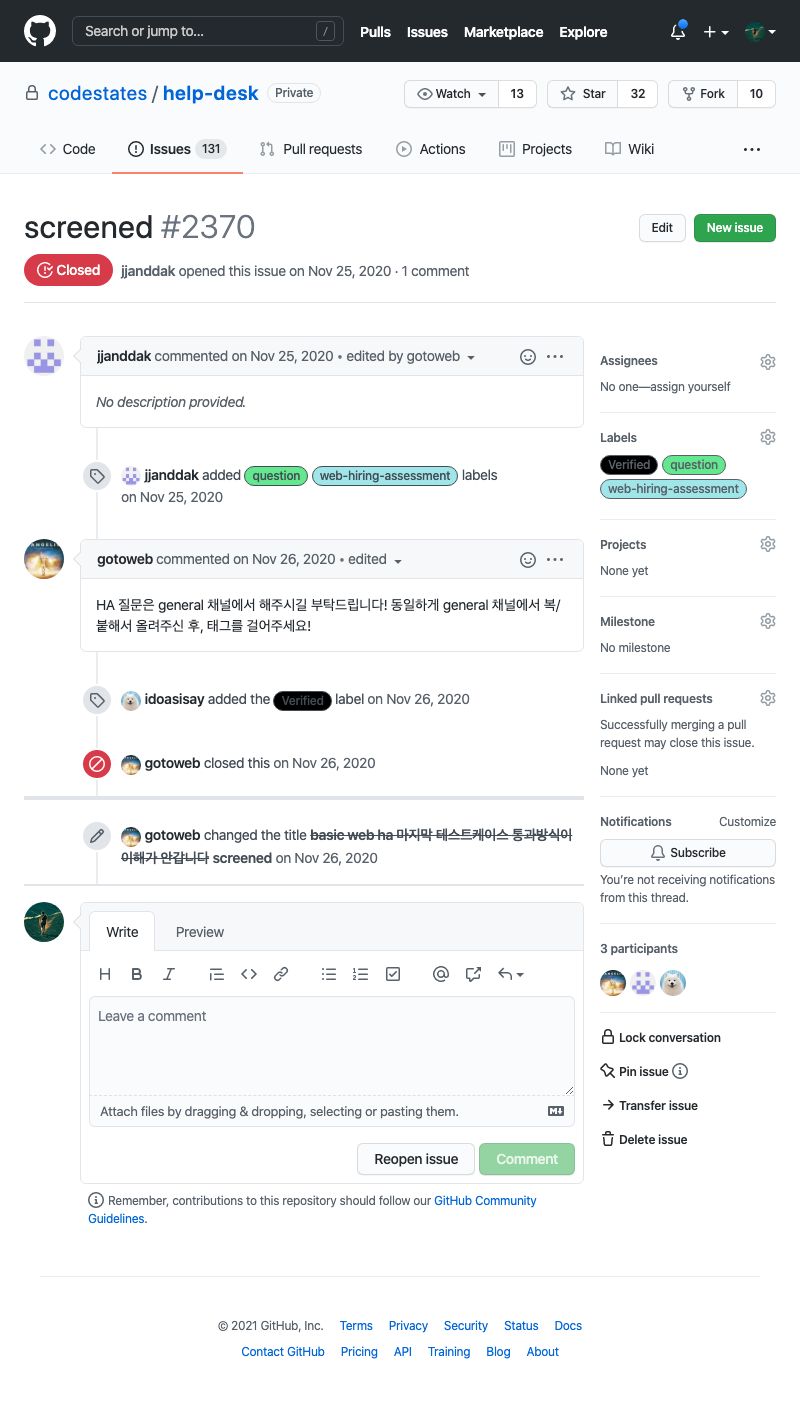 Search or jump to... /
Pulls Issues Marketplace Explore
codestates / help-desk Private
Watch 13 Star 32 Fork 10
Code Issues 131 Pull requests Actions Projects Wiki ...
screened #2370
Edit New issue
Closed jjanddak opened this issue on Nov 25, 2020 · 1 comment
jjanddak commented on Nov 25, 2020 • edited by gotoweb
No description provided.
jjanddak added question web-hiring-assessment labels
on Nov 25, 2020
gotoweb commented on Nov 26, 2020 • edited
HA 질문은 general 채널에서 해주시길 부탁드립니다! 동일하게 general 채널에서 복/
붙해서 올려주신 후, 태그를 걸어주세요!
idoasisay added the Verified label on Nov 26, 2020
gotoweb closed this on Nov 26, 2020
gotoweb changed the title basic web ha 마지막 테스트케이스 통과방식이
이해가 안갑니다 screened on Nov 26, 2020
Write Preview
H B I @
Leave a comment
Attach files by dragging & dropping, selecting or pasting them.
Reopen issue Comment
Remember, contributions to this repository should follow our GitHub Community
Guidelines.
Assignees
No one—assign yourself
Labels
Verified question
web-hiring-assessment
Projects
None yet
Milestone
No milestone
Linked pull requests
Successfully merging a pull
request may close this issue.
None yet
Notifications Customize
Subscribe
You're not receiving notifications
from this thread.
3 participants
Lock conversation
Pin issue
Transfer issue
Delete issue
© 2021 GitHub, Inc. Terms Privacy Security Status Docs
Contact GitHub Pricing API Training Blog About